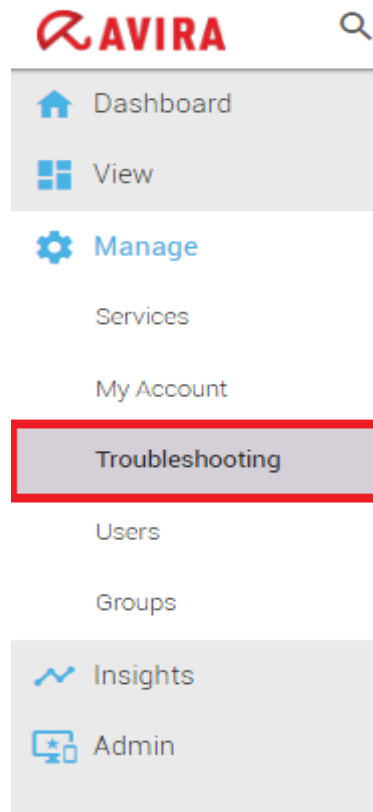 AVIRA
Dashboard
View
Manage
Services
My Account
Troubleshooting
Users
Groups
Insights
Admin